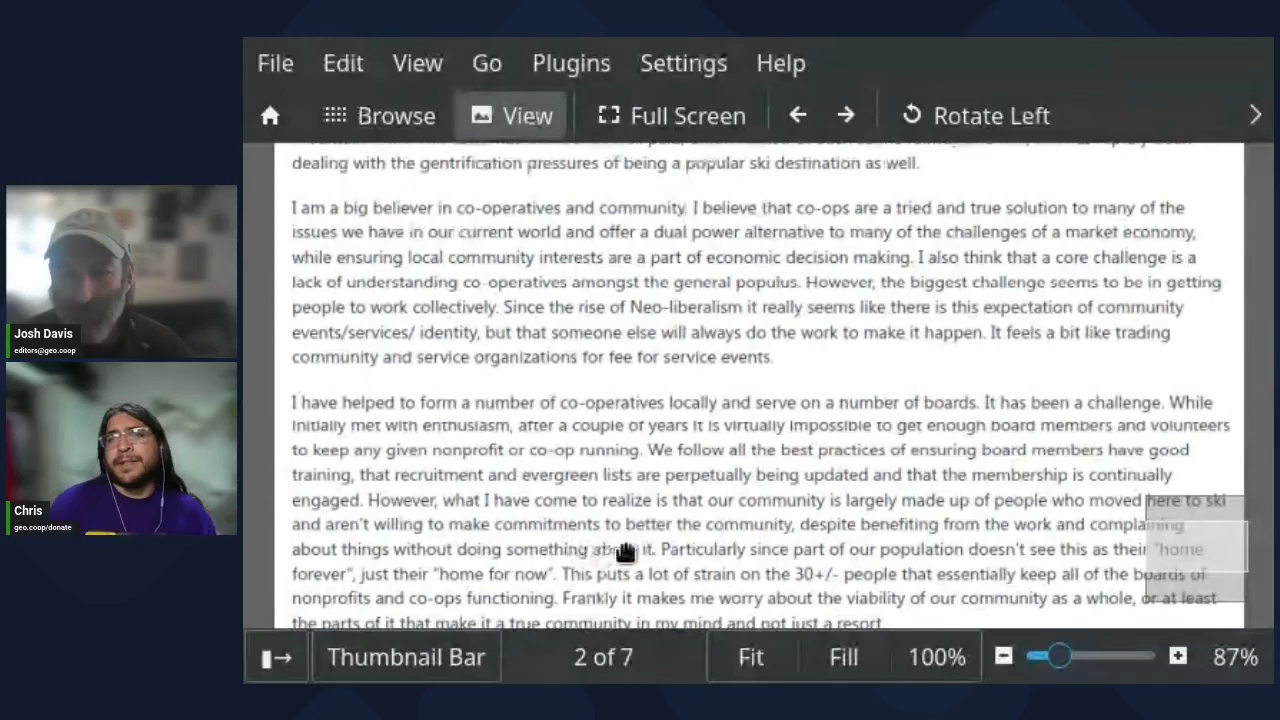 File Edit View Go Plugins Settings Help
Browse View Full Screen Rotate Left
dealing with the gentrification pressures of being a popular ski destination as well.
I am a big believer in co-operatives and community. I believe that co-ops are a tried and true solution to many of the
issues we have in our current world and offer a dual power alternative to many of the challenges of a market economy,
while ensuring local community interests are a part of economic decision making. I also think that a core challenge is a
lack of understanding co-operatives amongst the general populus. However, the biggest challenge seems to be in getting
people to work collectively. Since the rise of Neo-liberalism it really seems like there is this expectation of community
events/services/ identity, but that someone else will always do the work to make it happen. It feels a bit like trading
community and service organizations for fee for service events.
I have helped to form a number of co-operatives locally and serve on a number of boards. It has been a challenge. While
initially met with enthusiasm, after a couple of years it is virtually impossible to get enough board members and volunteers
to keep any given nonprofit or co-op running. We follow all the best practices of ensuring board members have good
training, that recruitment and evergreen lists are perpetually being updated and that the membership is continually
engaged. However, what I have come to realize is that our community is largely made up of people who moved here to ski
and aren't willing to make commitments to better the community, despite benefiting from the work and complaining
about things without doing something about it. Particularly since part of our population doesn't see this as their "home
forever", just their "home for now". This puts a lot of strain on the 30+/- people that essentially keep all of the boards of
nonprofits and co-ops functioning. Frankly it makes me worry about the viability of our community as a whole, or at least
the parts of it that make it a true community in my mind and not just a resort
Thumbnail Bar 2 of 7 Fit Fill 100% 87%
Josh Davis
editors@geo.coop
Chris
geo.coop/donate